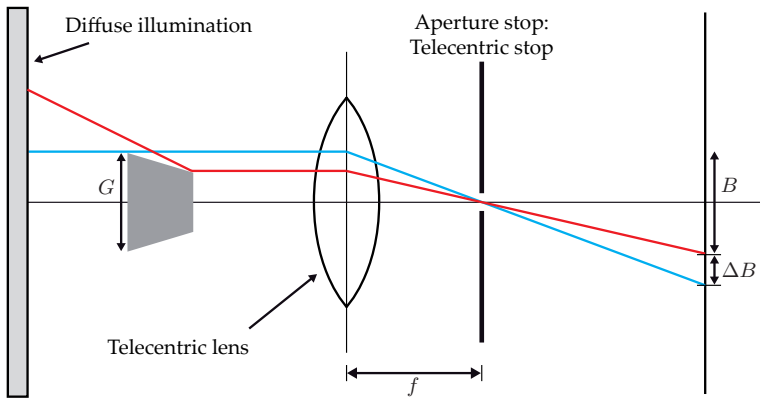 Diffuse illumination
Aperture stop:
Telecentric stop
G
B
ΔB
Telecentric lens
f